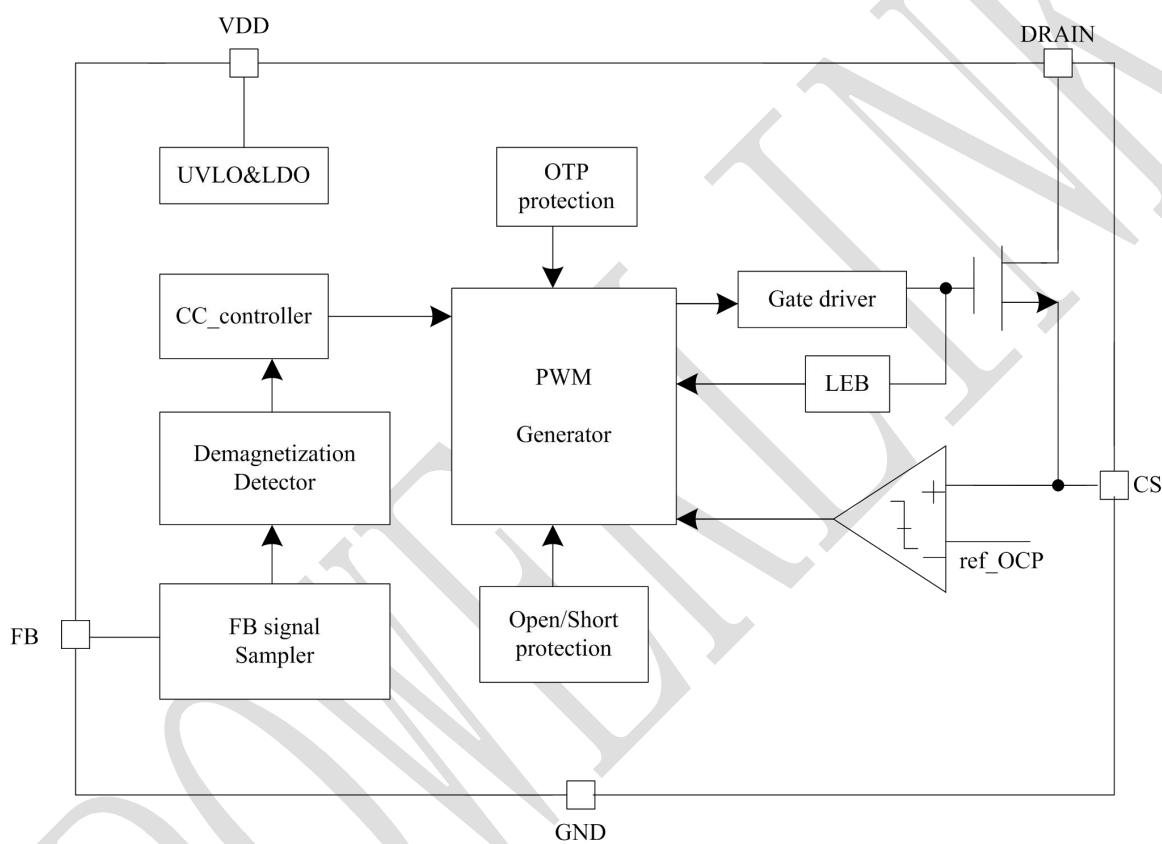 VDD
DRAIN
UVLO&LDO
OTP
protection
CC_controller
Gate driver
PWM
Generator
LEB
Demagnetization
Detector
CS
ref_OCP
FB
FB signal
Sampler
Open/Short
protection
GND
POWERLINK